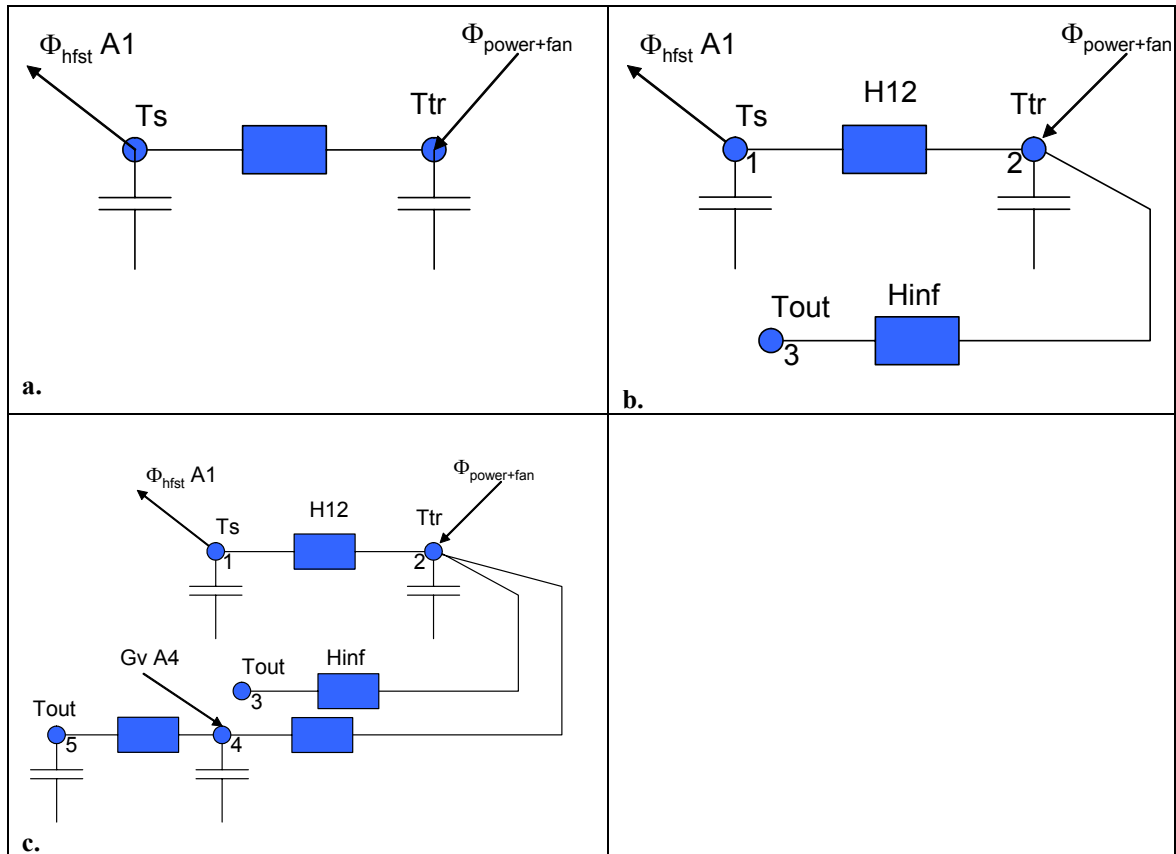 Φhfst A1
Φpower+fan
Ts
Ttr
a.
Φhfst A1
Φpower+fan
H12
Ts
Ttr
1
2
Tout
Hinf
3
b.
Φhfst A1
Φpower+fan
H12
Ts
Ttr
1
2
Gv A4
Tout
Hinf
3
Tout
5
4
c.